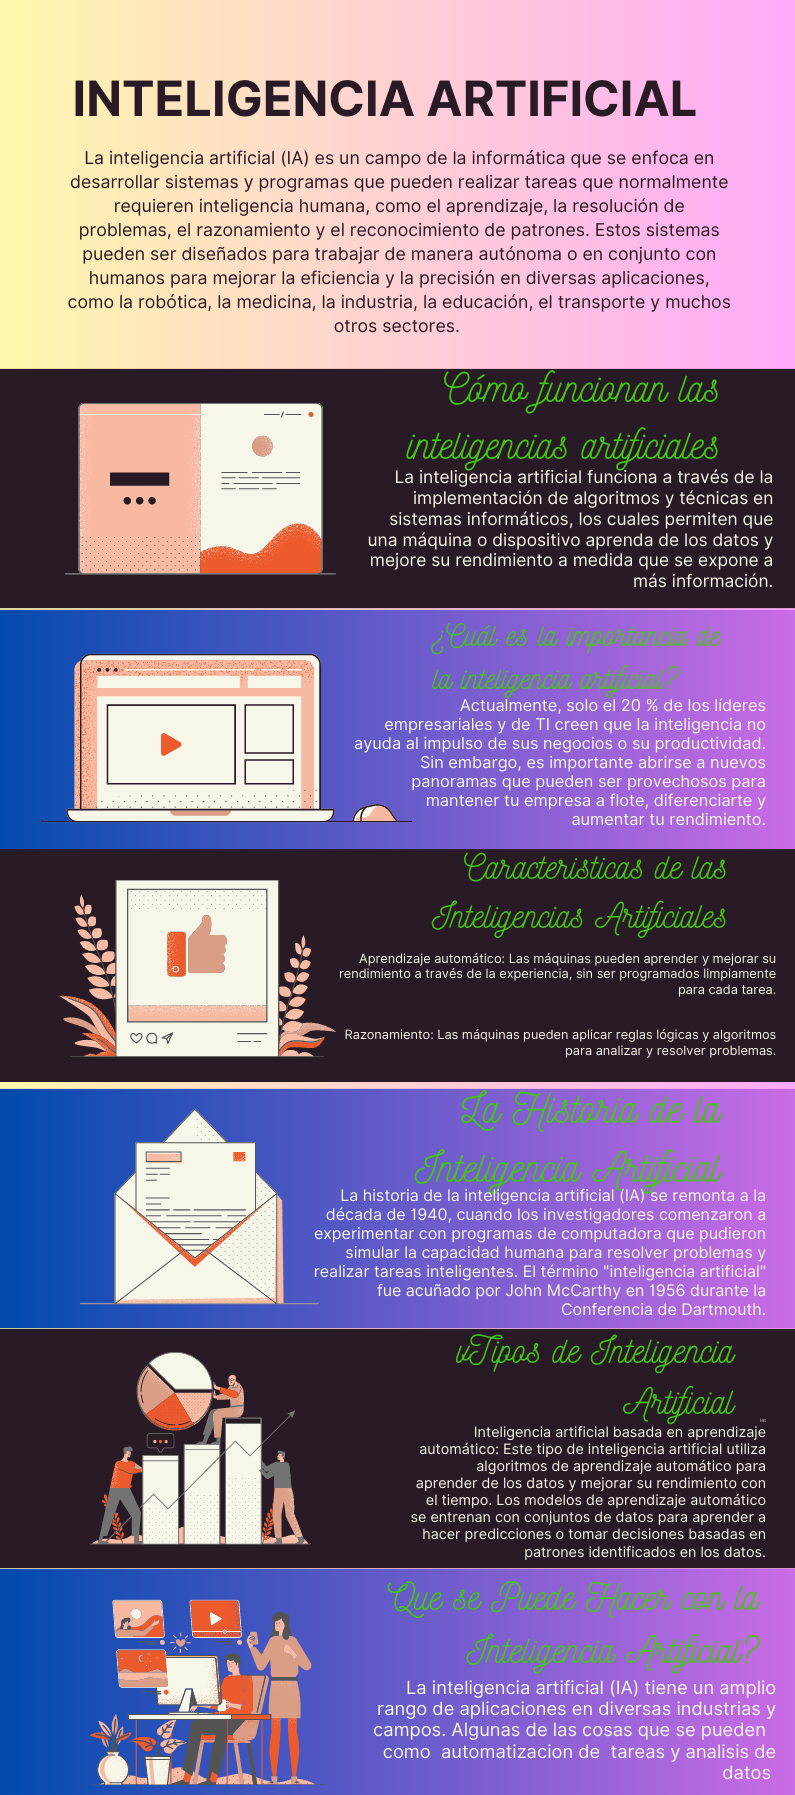 INTELIGENCIA ARTIFICIAL
La inteligencia artificial (IA) es un campo de la informática que se enfoca en
desarrollar sistemas y programas que pueden realizar tareas que normalmente
requieren inteligencia humana, como el aprendizaje, la resolución de
problemas, el razonamiento y el reconocimiento de patrones. Estos sistemas
pueden ser diseñados para trabajar de manera autónoma o en conjunto con
humanos para mejorar la eficiencia y la precisión en diversas aplicaciones,
como la robótica, la medicina, la industria, la educación, el transporte y muchos
otros sectores.
Cómo funcionan las
inteligencias artificiales
La inteligencia artificial funciona a través de la
implementación de algoritmos y técnicas en
sistemas informáticos, los cuales permiten que
una máquina o dispositivo aprenda de los datos y
mejore su rendimiento a medida que se expone a
más información.
¿Cuál es la importancia de
la inteligencia artificial?
Actualmente, solo el 20 % de los líderes
empresariales y de TI creen que la inteligencia no
ayuda al impulso de sus negocios o su productividad.
Sin embargo, es importante abrirse a nuevos
panoramas que pueden ser provechosos para
mantener tu empresa a flote, diferenciarte y
aumentar tu rendimiento.
Caracteristicas de las
Inteligencias Artificiales
Aprendizaje automático: Las máquinas pueden aprender y mejorar su
rendimiento a través de la experiencia, sin ser programados limpiamente
para cada tarea.
Razonamiento: Las máquinas pueden aplicar reglas lógicas y algoritmos
para analizar y resolver problemas.
La Historia de la
Inteligencia Artificial
La historia de la inteligencia artificial (IA) se remonta a la
década de 1940, cuando los investigadores comenzaron a
experimentar con programas de computadora que pudieron
simular la capacidad humana para resolver problemas y
realizar tareas inteligentes. El término "inteligencia artificial"
fue acuñado por John McCarthy en 1956 durante la
Conferencia de Dartmouth.
vTipos de Inteligencia
Artificial
Inteligencia artificial basada en aprendizaje
automático: Este tipo de inteligencia artificial utiliza
algoritmos de aprendizaje automático para
aprender de los datos y mejorar su rendimiento con
el tiempo. Los modelos de aprendizaje automático
se entrenan con conjuntos de datos para aprender a
hacer predicciones o tomar decisiones basadas en
patrones identificados en los datos.
Que se Puede Hacer con la
Inteligencia Artificial?
La inteligencia artificial (IA) tiene un amplio
rango de aplicaciones en diversas industrias y
campos. Algunas de las cosas que se pueden
como automatizacion de tareas y analisis de
datos